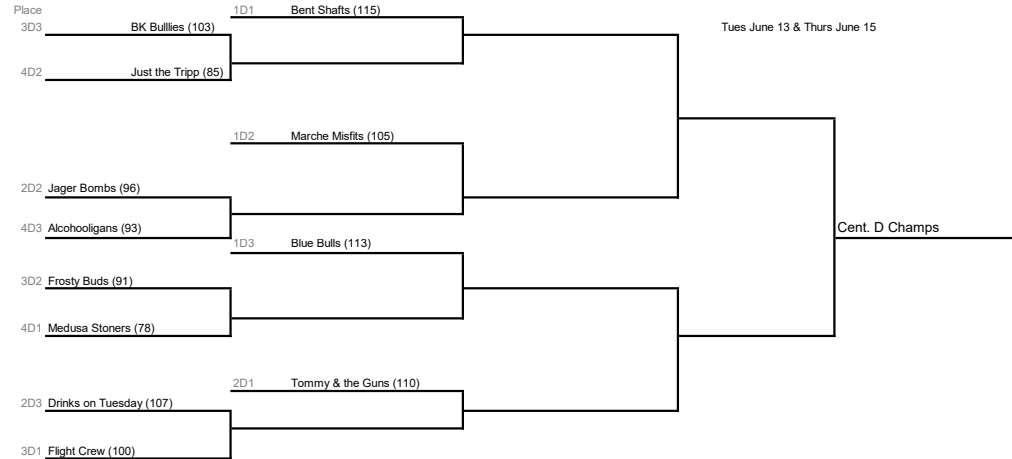 Place
1D1 Bent Shafts (115)
3D3 BK Bulllies (103)
Tues June 13 & Thurs June 15
4D2 Just the Tripp (85)
1D2 Marche Misfits (105)
2D2 Jager Bombs (96)
4D3 Alcohooligans (93)
Cent. D Champs
1D3 Blue Bulls (113)
3D2 Frosty Buds (91)
4D1 Medusa Stoners (78)
2D1 Tommy & the Guns (110)
2D3 Drinks on Tuesday (107)
3D1 Flight Crew (100)